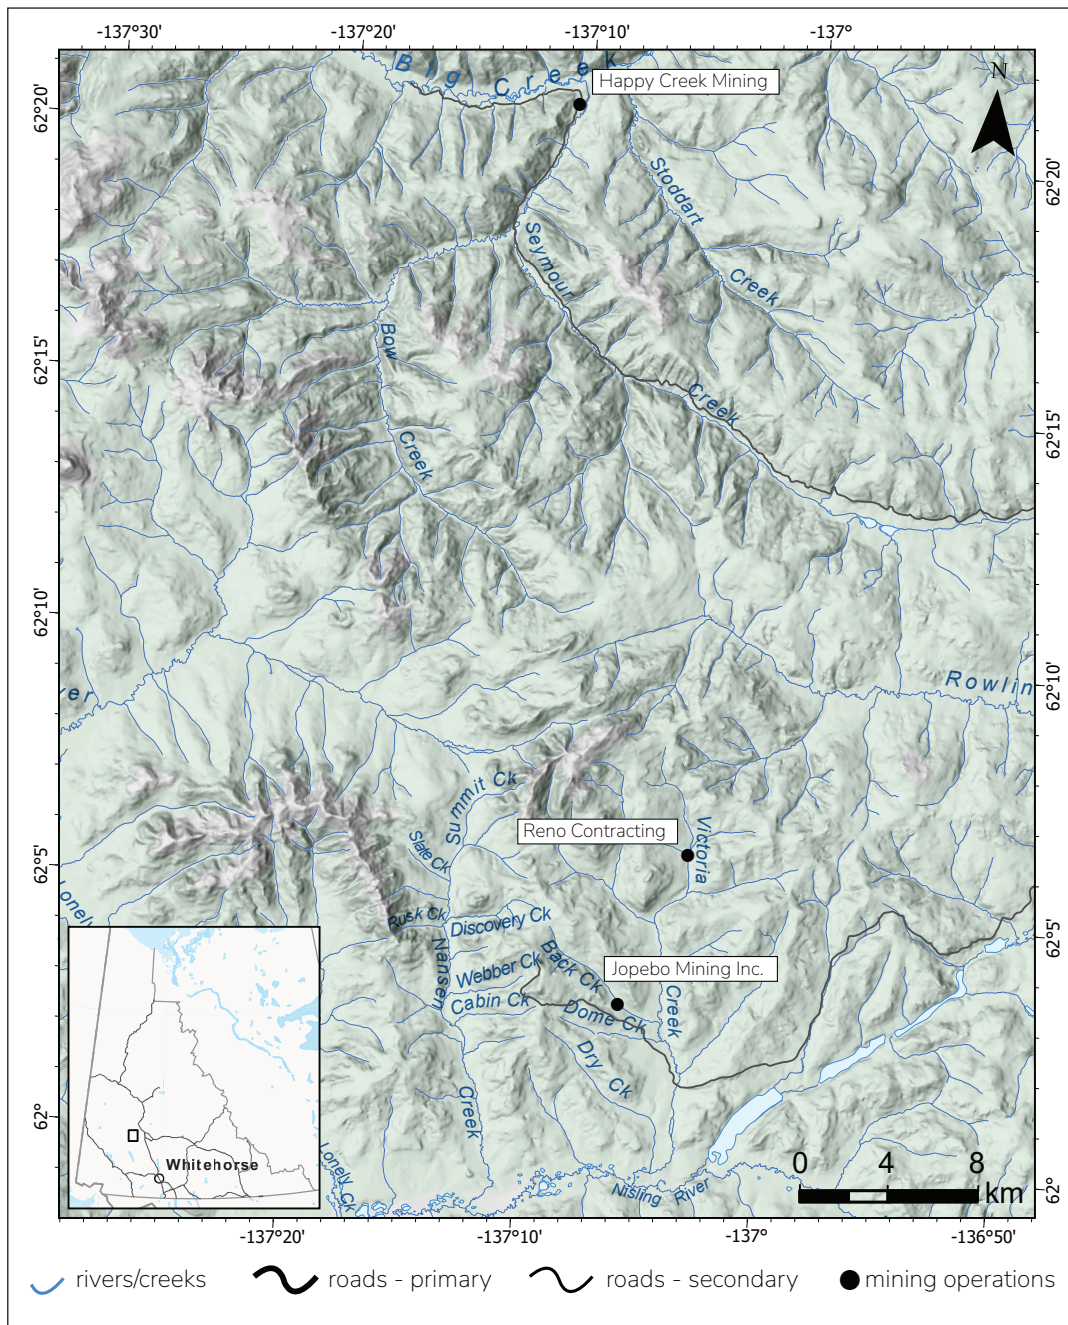 -137°30' -137°20' -137°10' -137°
Big Creek
Happy Creek Mining
N
62°20'
62°20'
Stoddart
Creek
Seymour
Creek
Bow
Creek
62°15'
62°15'
62°10'
62°10'
ver
Rowlin
Summit Ck
Reno Contracting
Victoria
Creek
Slate Ck
62°5'
62°5'
Lonely
Rusk Ck
Discovery Ck
Nansen
Creek
Back Ck
Webber Ck
Jopebo Mining Inc.
Cabin Ck
Dome Ck
Dry Ck
62°
62°
Whitehorse
Lonely Ck
Nisling River
0 4 8
km
-137°20' -137°10' -137° -136°50'
rivers/creeks roads - primary roads - secondary mining operations